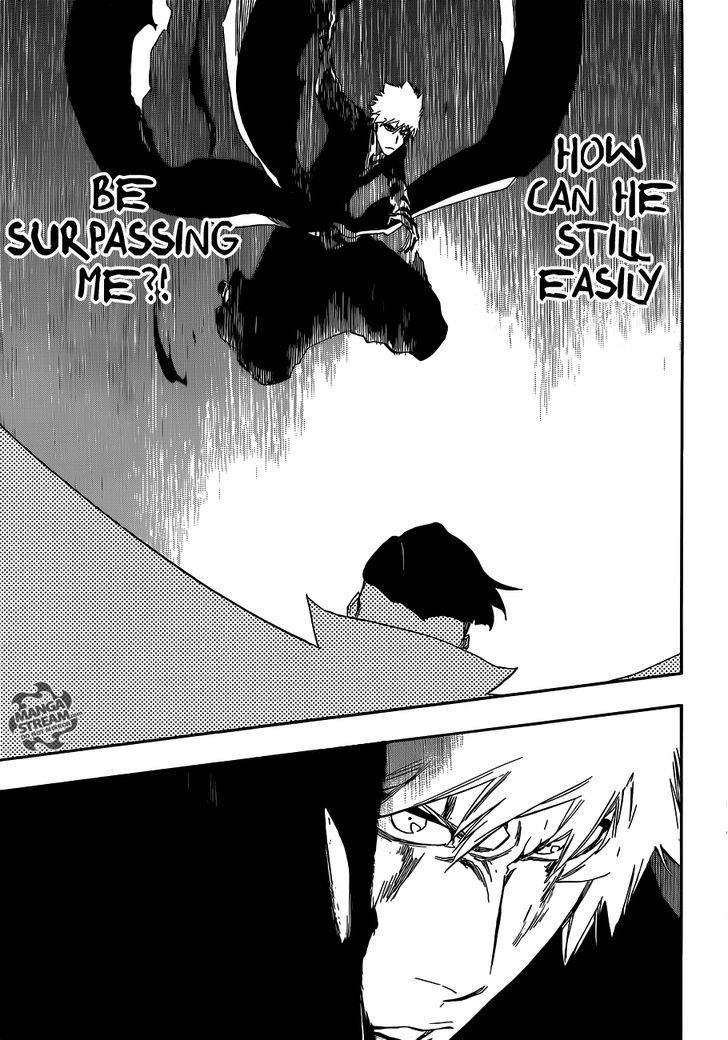 HOW
CAN HE
STILL
EASILY
BE
SURPASSING
ME?!
MANGA
STREAM